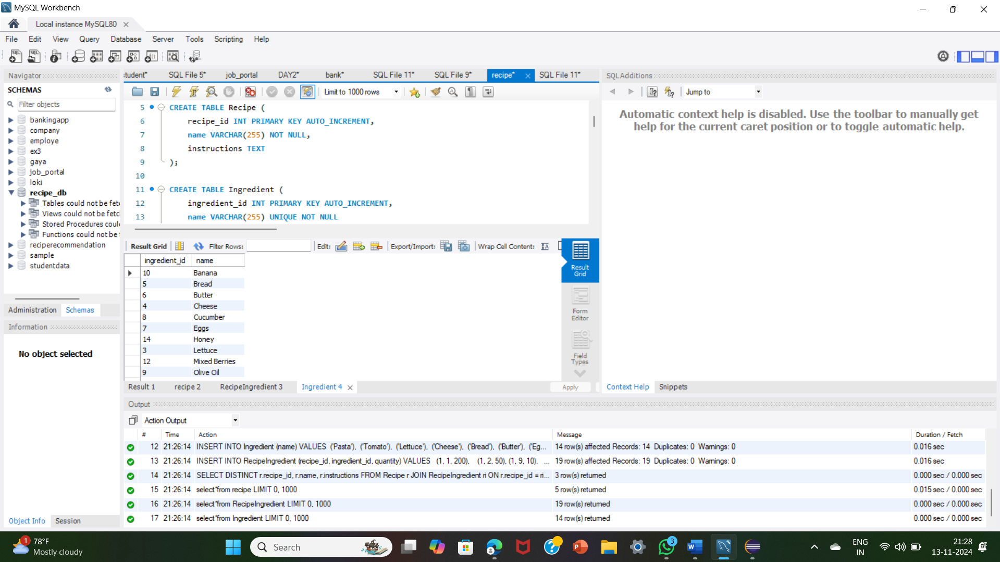 MySQL Workbench
Local instance MySQL80
File Edit View Query Database Server Tools Scripting Help
Navigator
SCHEMAS
Filter objects
bankingapp
company
employe
ex3
gaya
job_portal
loki
recipe_db
Tables could not be fet
Views could not be fetc
Stored Procedures coul
Functions could not be
reciperecommendation
sample
studentdata
Administration Schemas
Information
No object selected
Object Info Session
student* SQL File 5* job_portal DAY2* bank* SQL File 11* SQL File 9* recipe* SQL File 11*
Limit to 1000 rows
5 CREATE TABLE Recipe (
6 recipe_id INT PRIMARY KEY AUTO_INCREMENT,
7 name VARCHAR(255) NOT NULL,
8 instructions TEXT
9 );
10
11 CREATE TABLE Ingredient (
12 ingredient_id INT PRIMARY KEY AUTO_INCREMENT,
13 name VARCHAR(255) UNIQUE NOT NULL
Result Grid Filter Rows: Edit: Export/Import: Wrap Cell Content:
ingredient_id name
10 Banana
5 Bread
6 Butter
4 Cheese
8 Cucumber
7 Eggs
14 Honey
3 Lettuce
12 Mixed Berries
9 Olive Oil
Result Grid
Form Editor
Field Types
Result 1 recipe 2 RecipeIngredient 3 Ingredient 4 Apply
SQLAdditions
Jump to
Automatic context help is disabled. Use the toolbar to manually get
help for the current caret position or to toggle automatic help.
Context Help Snippets
Output
Action Output
# Time Action Message Duration / Fetch
12 21:26:14 INSERT INTO Ingredient (name) VALUES ('Pasta'), ('Tomato'), ('Lettuce'), ('Cheese'), ('Bread'), ('Butter'), ('Eg... 14 row(s) affected Records: 14 Duplicates: 0 Warnings: 0 0.016 sec
13 21:26:14 INSERT INTO RecipeIngredient (recipe_id, ingredient_id, quantity) VALUES (1, 1, 200), (1, 2, 50), (1, 9, 10), ... 19 row(s) affected Records: 19 Duplicates: 0 Warnings: 0 0.016 sec
14 21:26:14 SELECT DISTINCT r.recipe_id, r.name, r.instructions FROM Recipe r JOIN RecipeIngredient ri ON r.recipe_id = ri... 3 row(s) returned 0.000 sec / 0.000 sec
15 21:26:14 select*from recipe LIMIT 0, 1000 5 row(s) returned 0.015 sec / 0.000 sec
16 21:26:14 select*from RecipeIngredient LIMIT 0, 1000 19 row(s) returned 0.000 sec / 0.000 sec
17 21:26:14 select*from Ingredient LIMIT 0, 1000 14 row(s) returned 0.000 sec / 0.000 sec
1
78°F
Mostly cloudy
Search
3
ENG
IN
21:28
13-11-2024